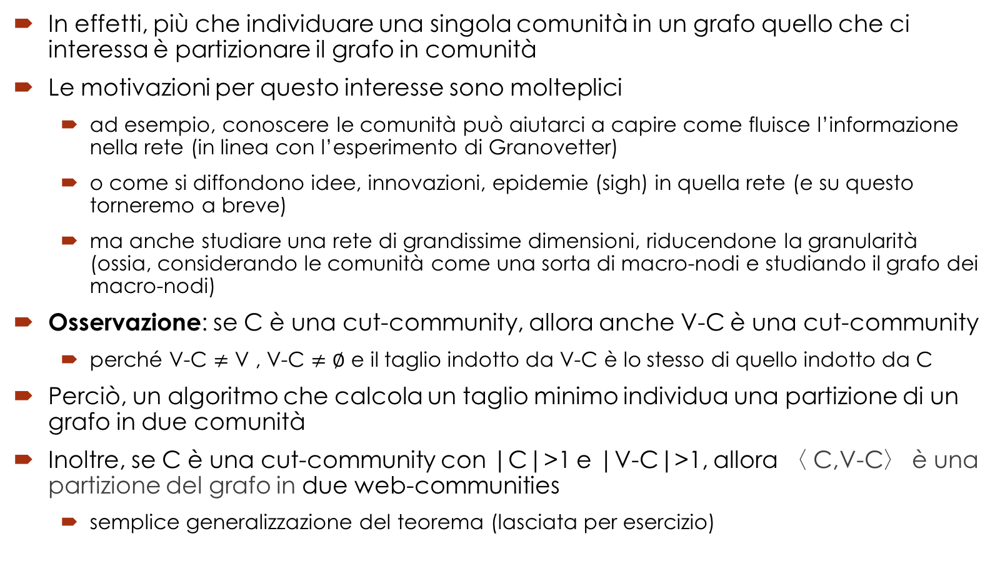 In effetti, più che individuare una singola comunità in un grafo quello che ci
interessa è partizionare il grafo in comunità
Le motivazioni per questo interesse sono molteplici
ad esempio, conoscere le comunità può aiutarci a capire come fluisce l’informazione
nella rete (in linea con l’esperimento di Granovetter)
o come si diffondono idee, innovazioni, epidemie (sigh) in quella rete (e su questo
torneremo a breve)
ma anche studiare una rete di grandissime dimensioni, riducendone la granularità
(ossia, considerando le comunità come una sorta di macro-nodi e studiando il grafo dei
macro-nodi)
Osservazione: se C è una cut-community, allora anche V-C è una cut-community
perché V-C ≠ V , V-C ≠ ∅ e il taglio indotto da V-C è lo stesso di quello indotto da C
Perciò, un algoritmo che calcola un taglio minimo individua una partizione di un
grafo in due comunità
Inoltre, se C è una cut-community con |C|>1 e |V-C|>1, allora 〈 C,V-C〉 è una
partizione del grafo in due web-communities
semplice generalizzazione del teorema (lasciata per esercizio)